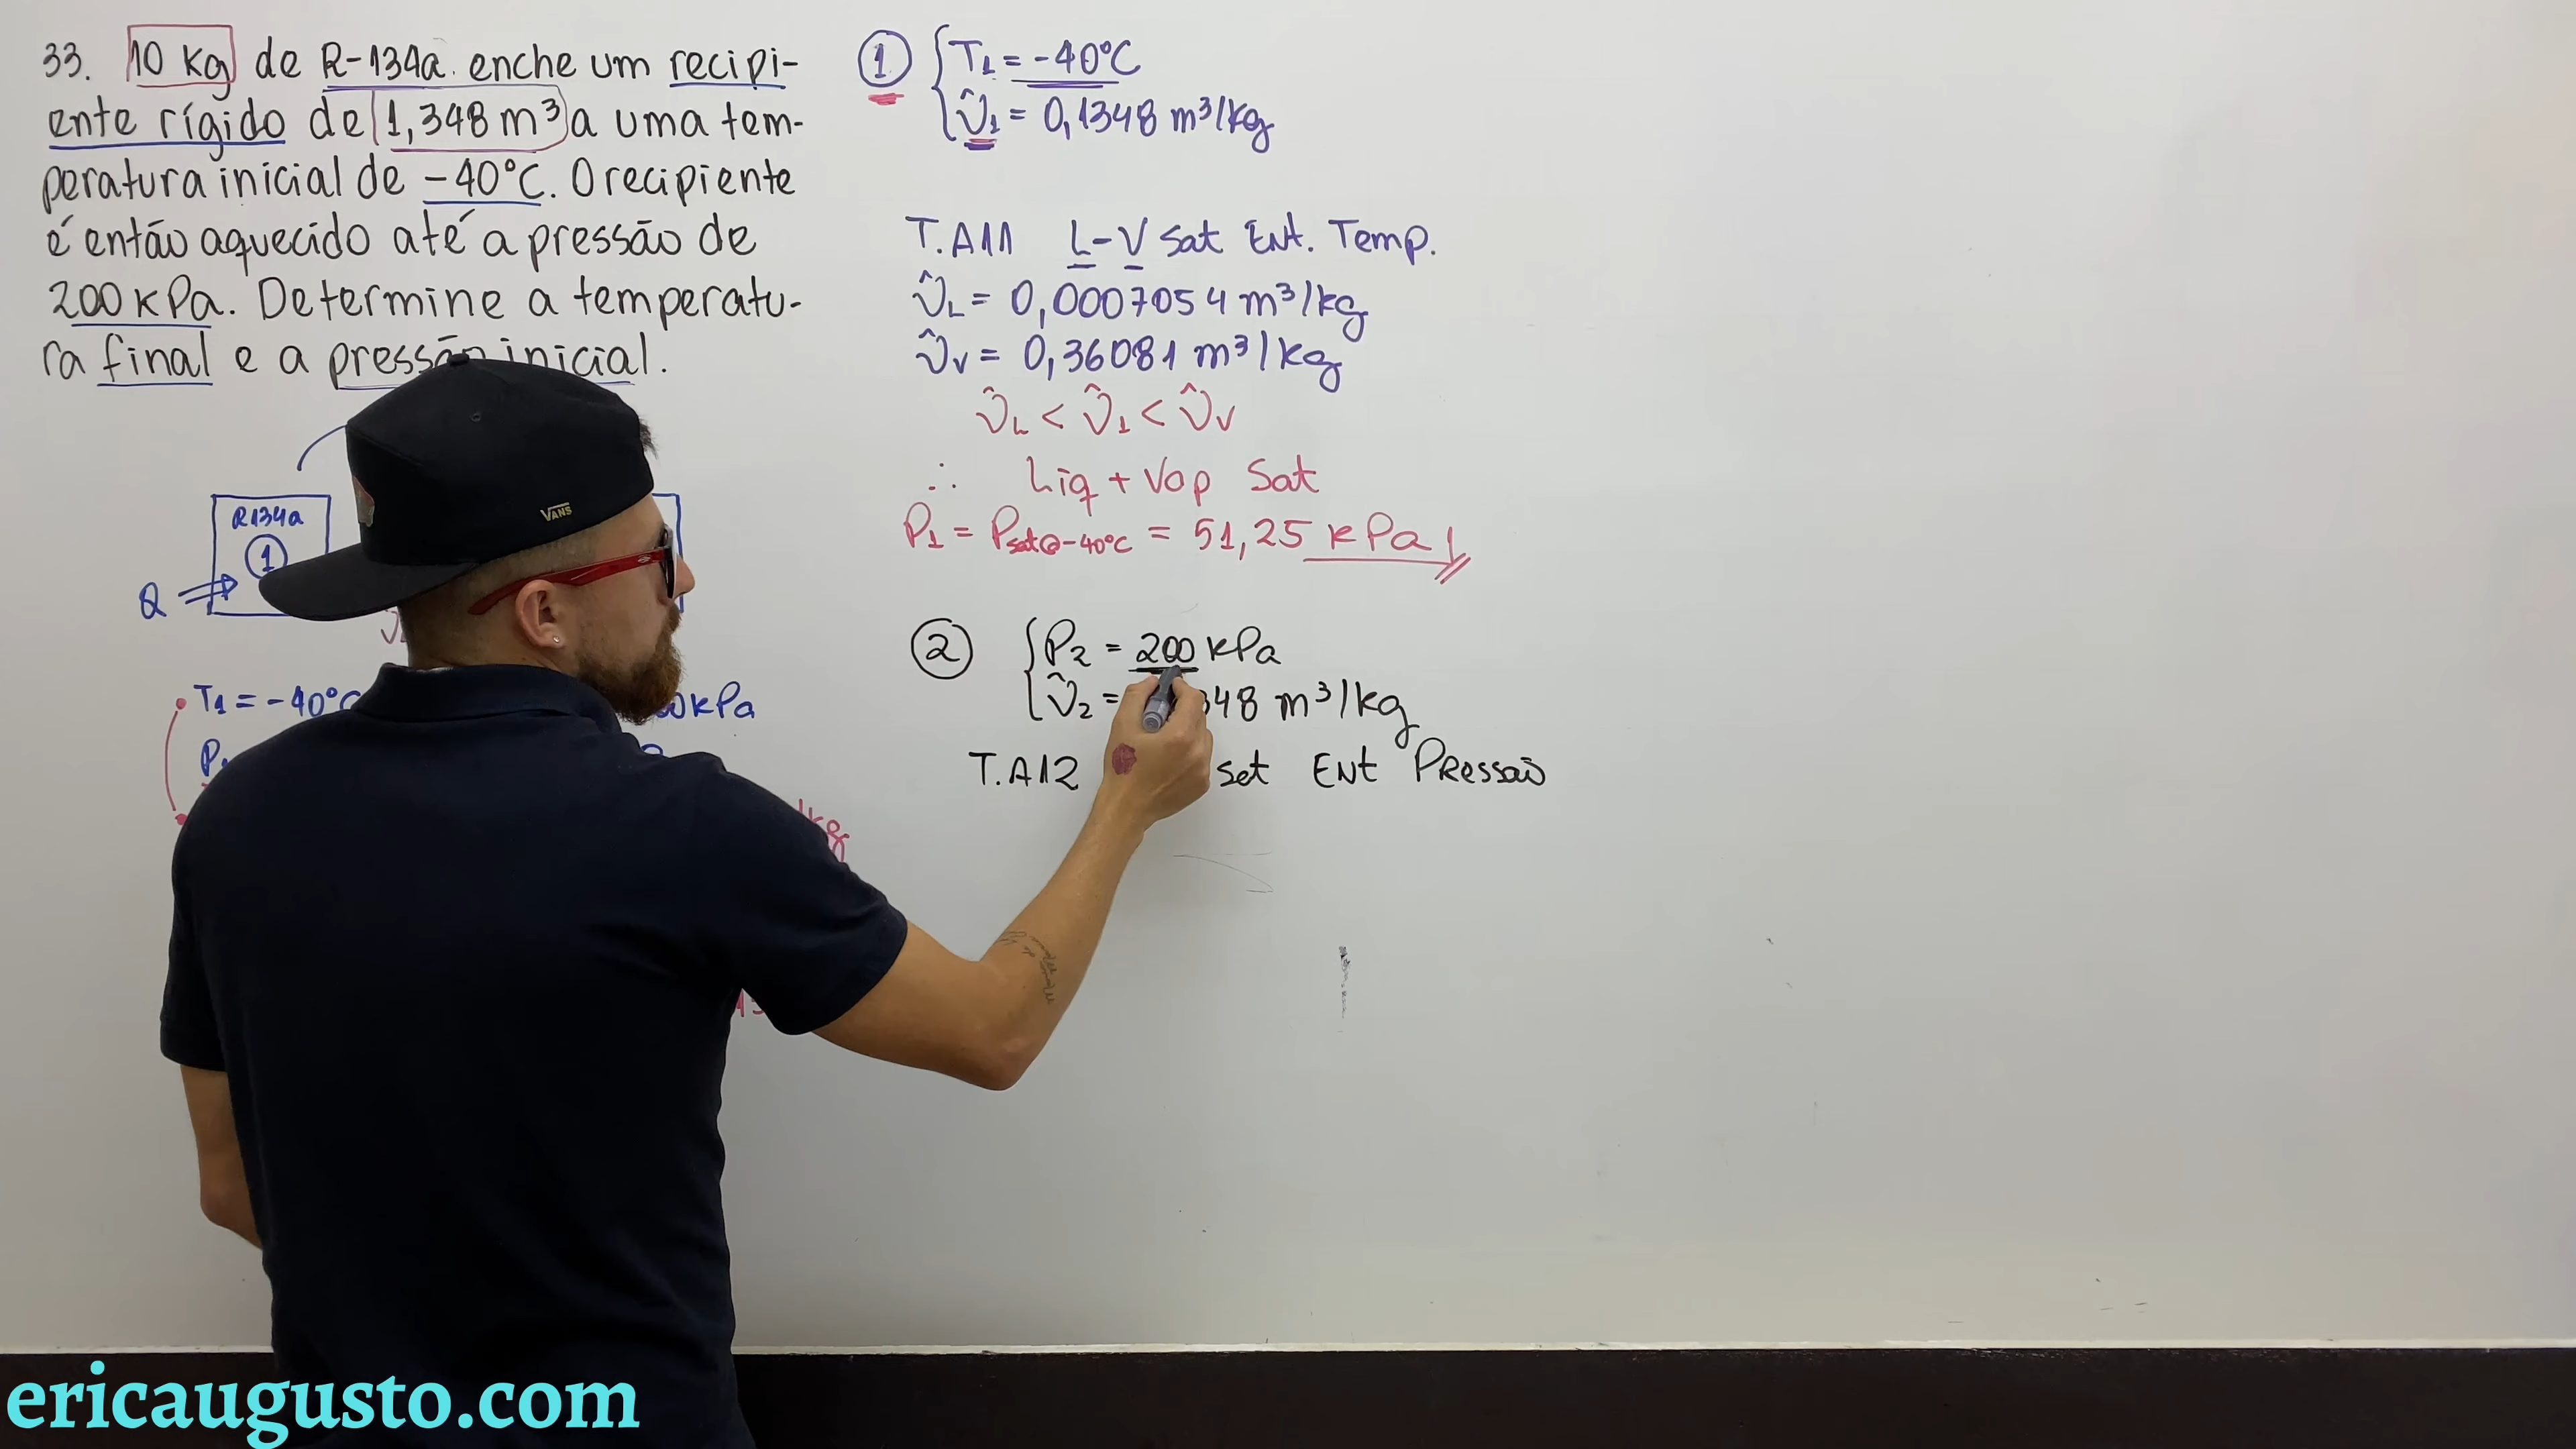 33. 10 Kg de R-134a enche um recipi-
ente rígido de 1,348 m³ a uma tem-
peratura inicial de -40°C. O recipiente
é então aquecido até a pressão de
200 kPa. Determine a temperatu-
ra final e a pressão inicial.
R134a
1
Q
T1 = -40°C
kPa
P1
kg
1 T1 = -40°C
v̂1 = 0,1348 m³/kg
T.A11 L-V Sat Ent. Temp.
v̂L = 0,0007054 m³/kg
v̂v = 0,36081 m³/kg
v̂L < v̂1 < v̂v
∴ Liq + Vap Sat
P1 = Psat@-40°C = 51,25 kPa
2 P2 = 200 kPa
v̂2 = 348 m³/kg
T.A12 Sat Ent Pressão
VANS
ericaugusto.com